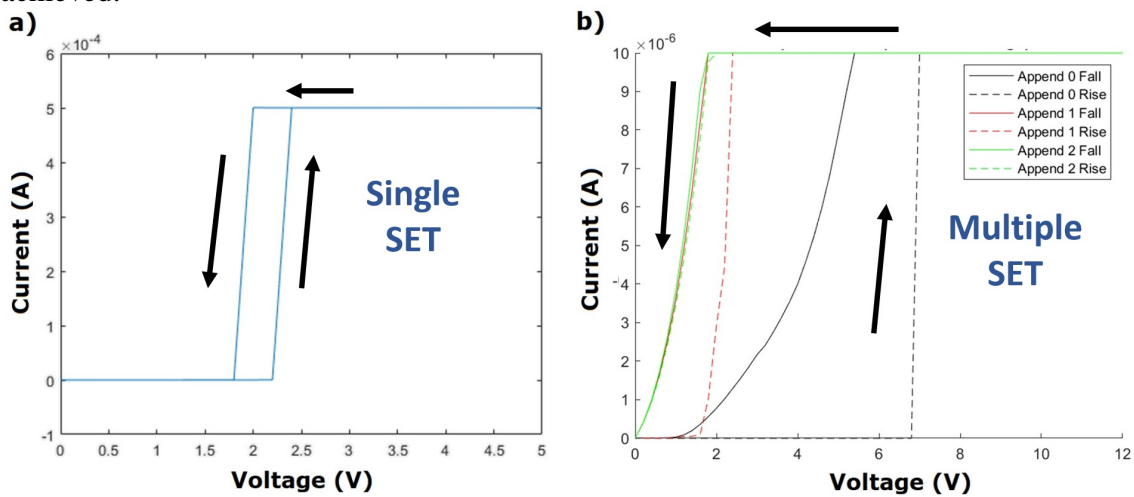 a)
×10⁻⁴
6
5
4
3
2
1
0
-1
Current (A)
0
0.5
1
1.5
2
2.5
3
3.5
4
4.5
5
Voltage (V)
Single
SET
b)
×10⁻⁶
10
9
8
7
6
5
4
3
2
1
0
Current (A)
0
2
4
6
8
10
12
Voltage (V)
Append 0 Fall
Append 0 Rise
Append 1 Fall
Append 1 Rise
Append 2 Fall
Append 2 Rise
Multiple
SET